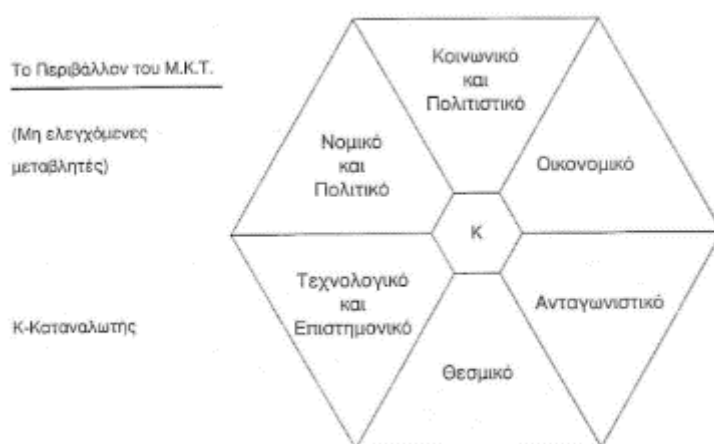 Το Περιβάλλον του Μ.Κ.Τ.
(Μη ελεγχόμενες
μεταβλητές)
Κ-Καταναλωτής
Κοινωνικό
και
Πολιτιστικό
Νομικό
και
Πολιτικό
Οικονομικό
Κ
Τεχνολογικό
και
Επιστημονικό
Ανταγωνιστικό
Θεσμικό